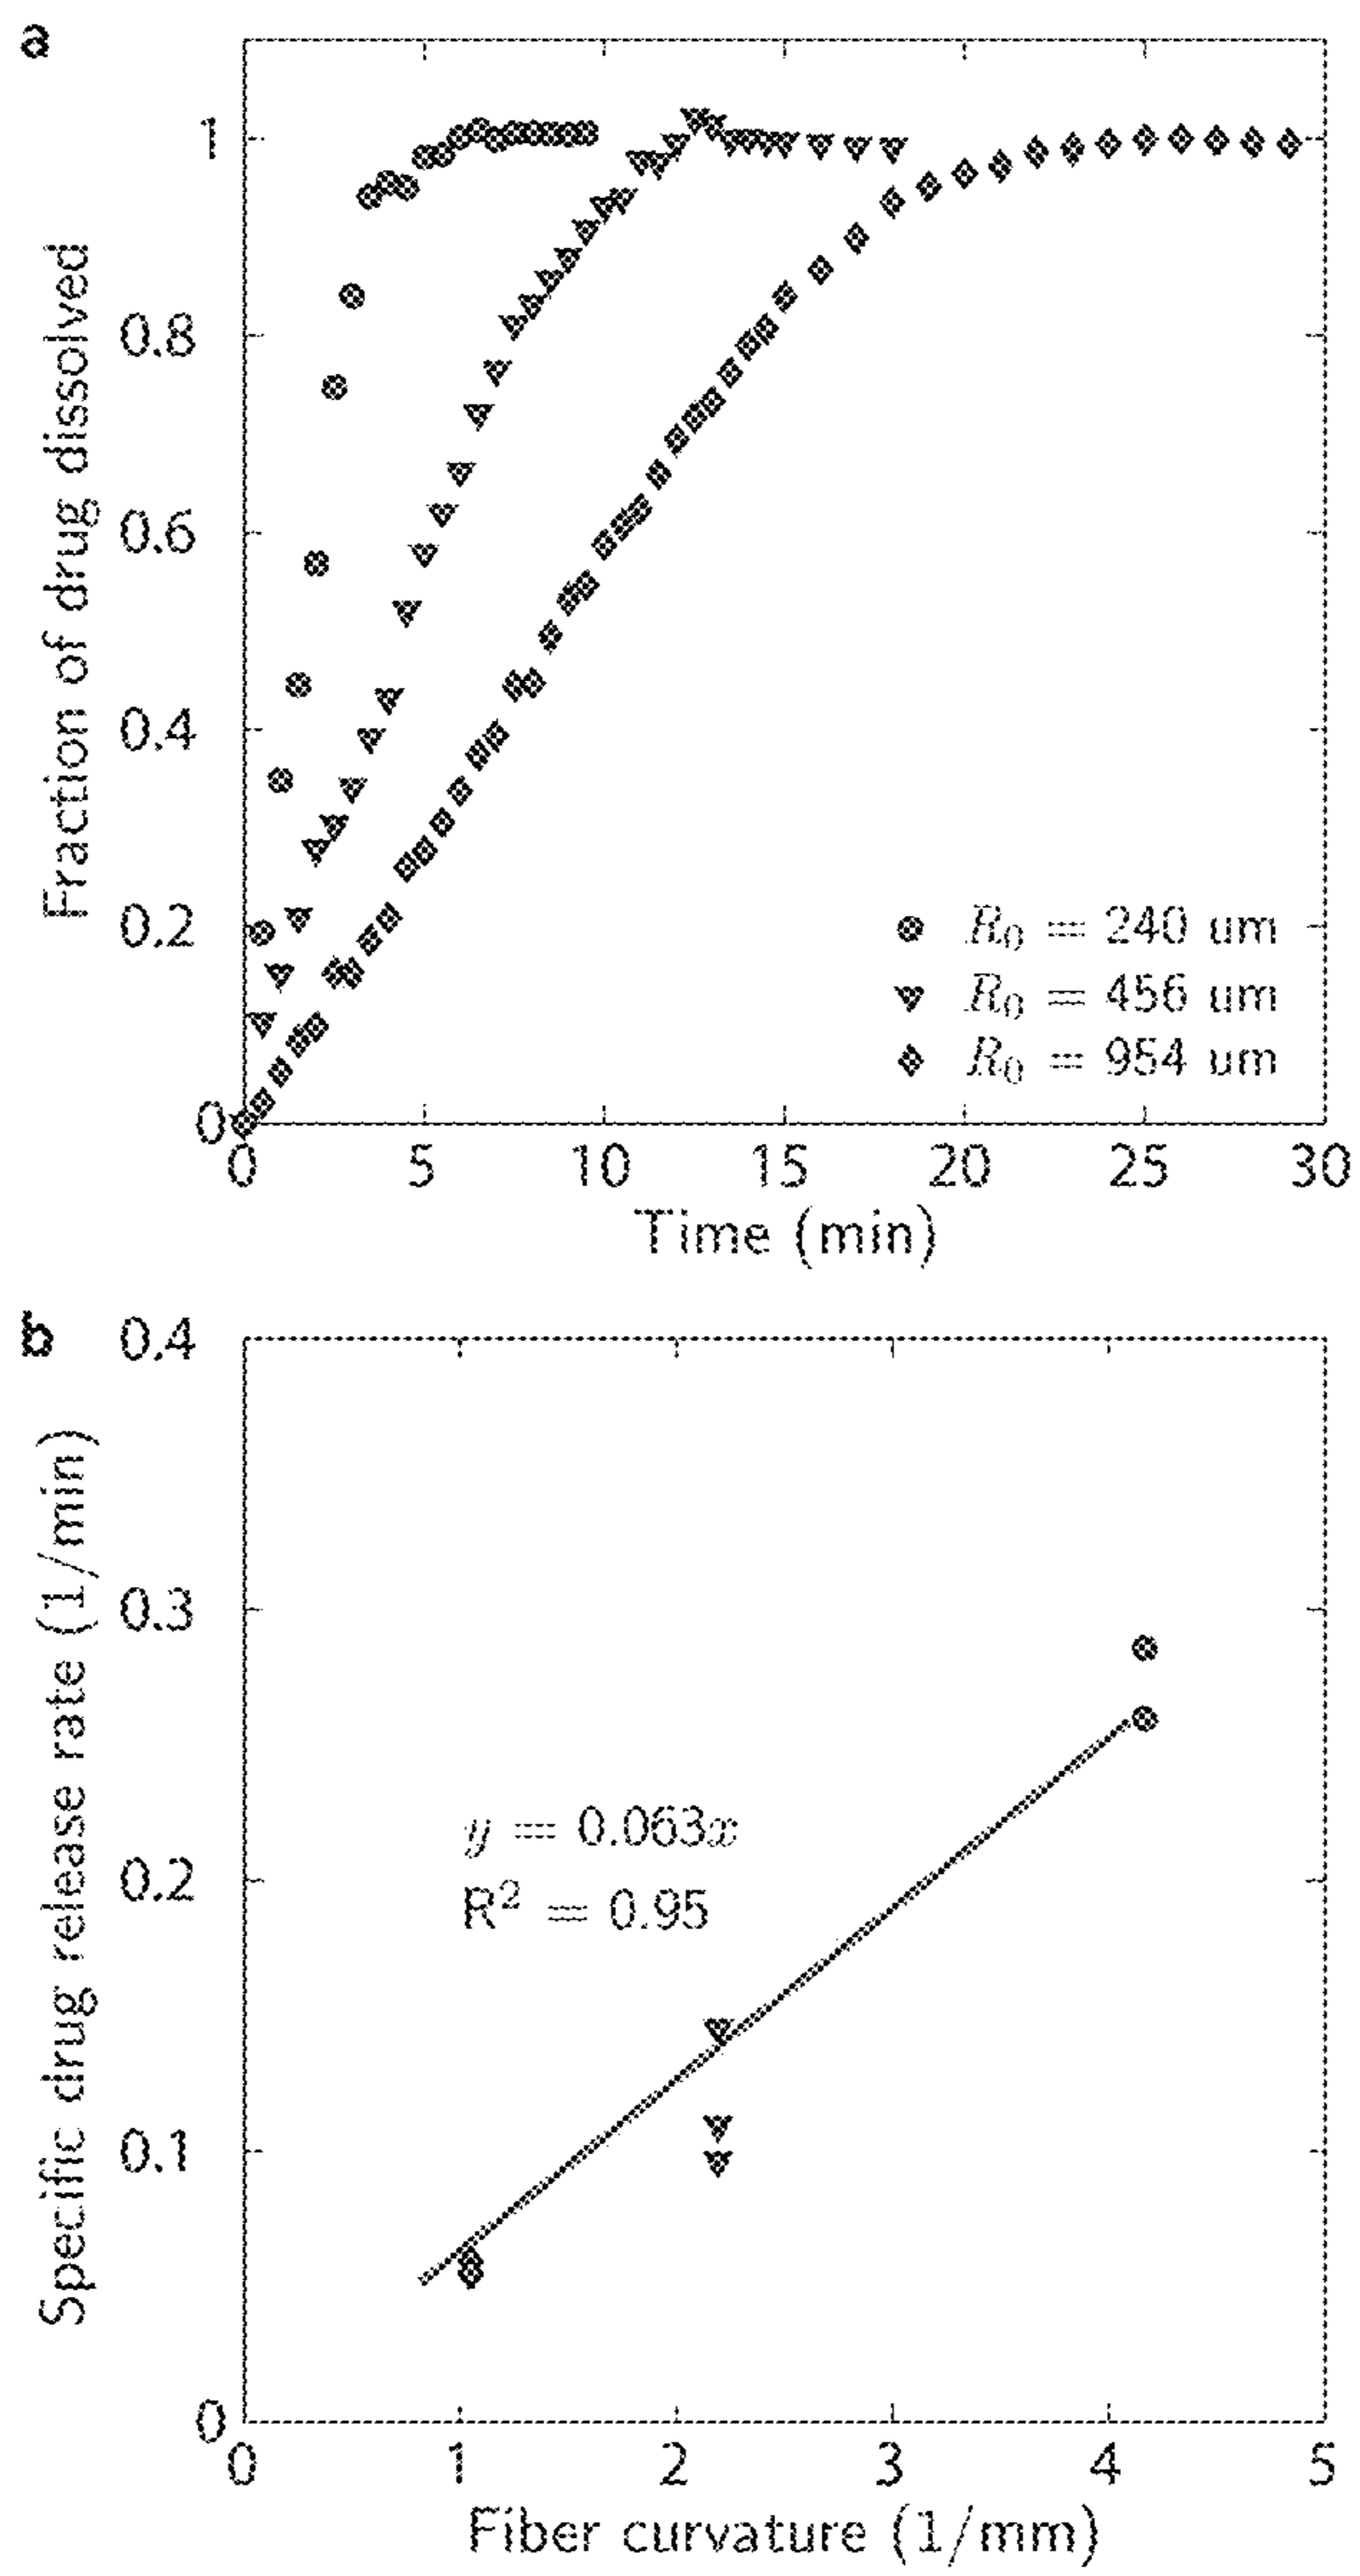 a
Fraction of drug dissolved
1
0.8
0.6
0.4
0.2
0
R₀ = 240 um
R₀ = 456 um
R₀ = 954 um
0 5 10 15 20 25 30
Time (min)
b
Specific drug release rate (1/min)
0.4
0.3
0.2
0.1
0
y = 0.063x
R² = 0.95
0 1 2 3 4 5
Fiber curvature (1/mm)